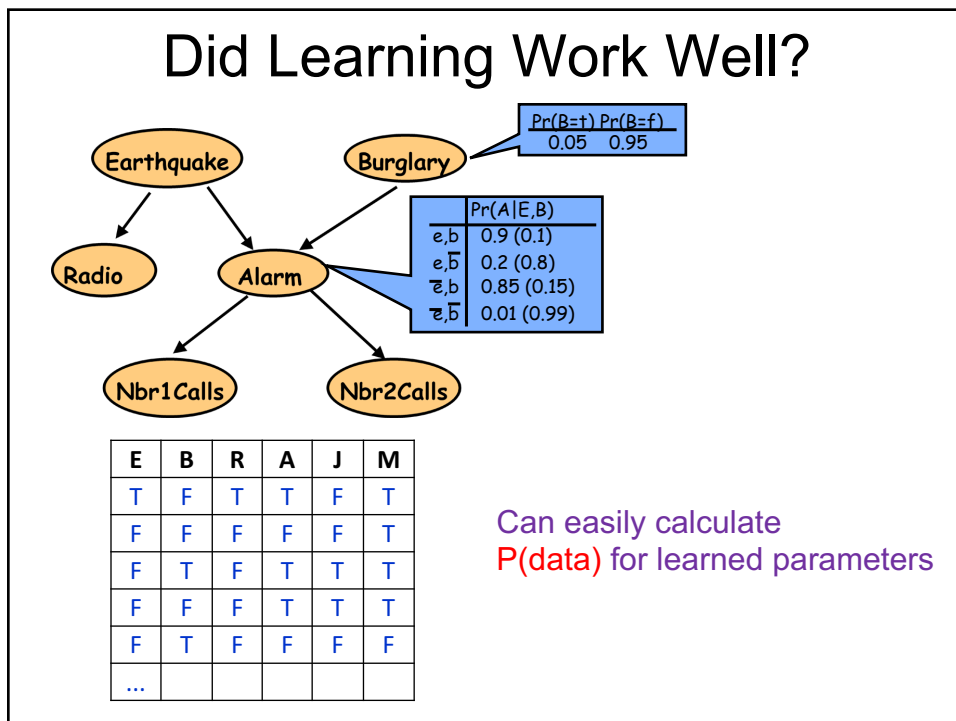 Did Learning Work Well?
Pr(B=t) Pr(B=f)
0.05 0.95
Earthquake
Burglary
Pr(A|E,B)
e,b 0.9 (0.1)
e,b̅ 0.2 (0.8)
e̅,b 0.85 (0.15)
e̅,b̅ 0.01 (0.99)
Radio
Alarm
Nbr1Calls
Nbr2Calls
E B R A J M
T F T T F T
F F F F F T
F T F T T T
F F F T T T
F T F F F F
...
Can easily calculate
P(data) for learned parameters